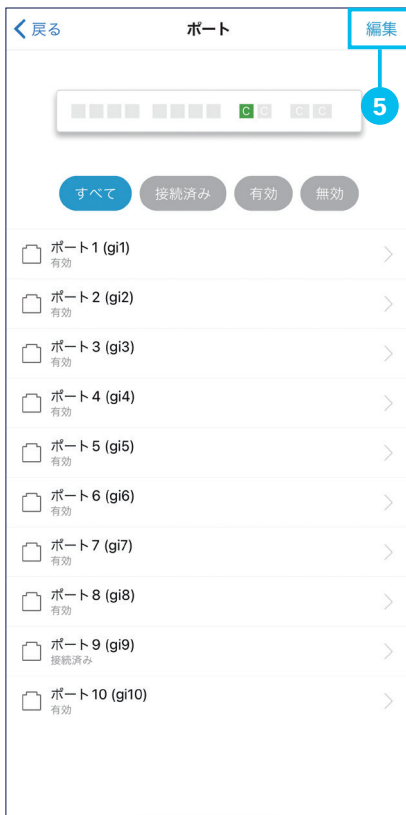 戻る ポート 編集
5
C C C C
すべて 接続済み 有効 無効
ポート1 (gi1)
有効
ポート2 (gi2)
有効
ポート3 (gi3)
有効
ポート4 (gi4)
有効
ポート5 (gi5)
有効
ポート6 (gi6)
有効
ポート7 (gi7)
有効
ポート8 (gi8)
有効
ポート9 (gi9)
接続済み
ポート10 (gi10)
有効